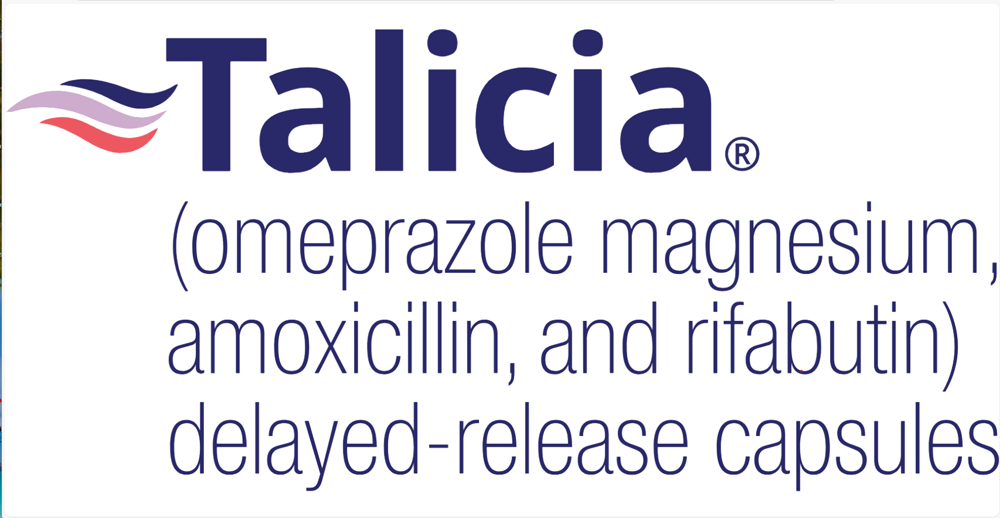 Talicia®
(omeprazole magnesium,
amoxicillin, and rifabutin)
delayed-release capsules